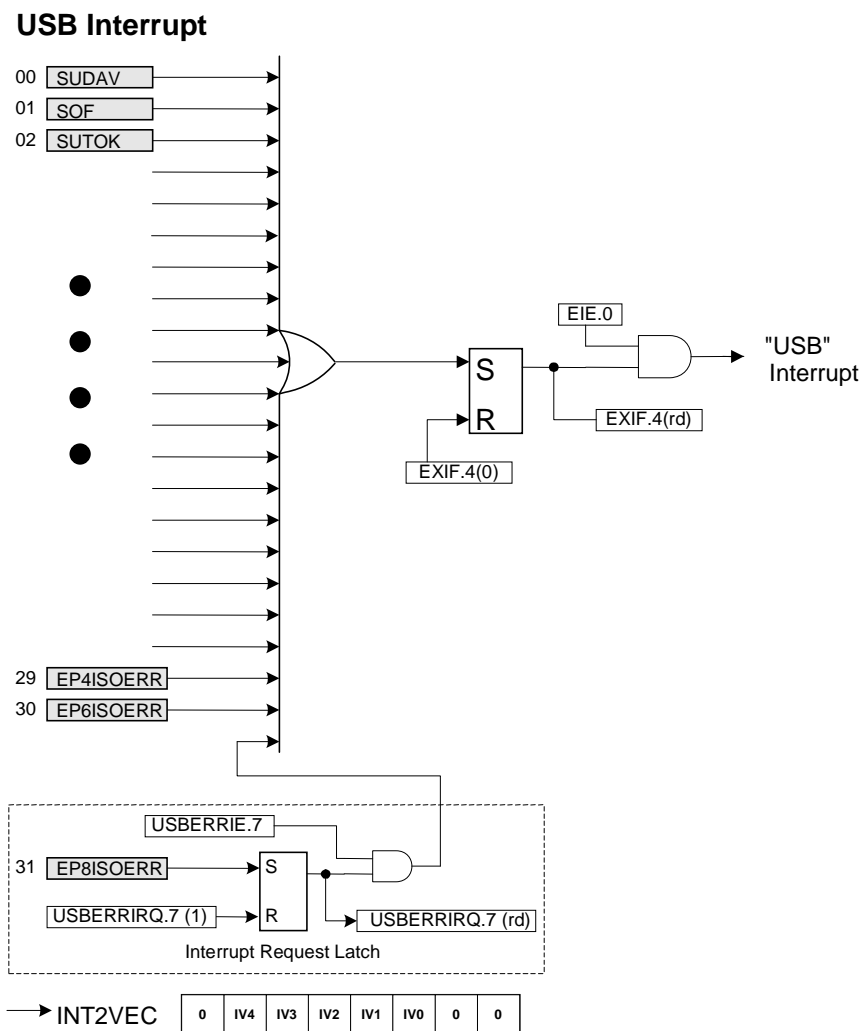 USB Interrupt
00 SUDAV
01 SOF
02 SUTOK
EIE.0
"USB"
Interrupt
S
R
EXIF.4(rd)
EXIF.4(0)
29 EP4ISOERR
30 EP6ISOERR
USBERRIE.7
31 EP8ISOERR
S
USBERRIRQ.7 (1)
R
USBERRIRQ.7 (rd)
Interrupt Request Latch
INT2VEC 0 IV4 IV3 IV2 IV1 IV0 0 0